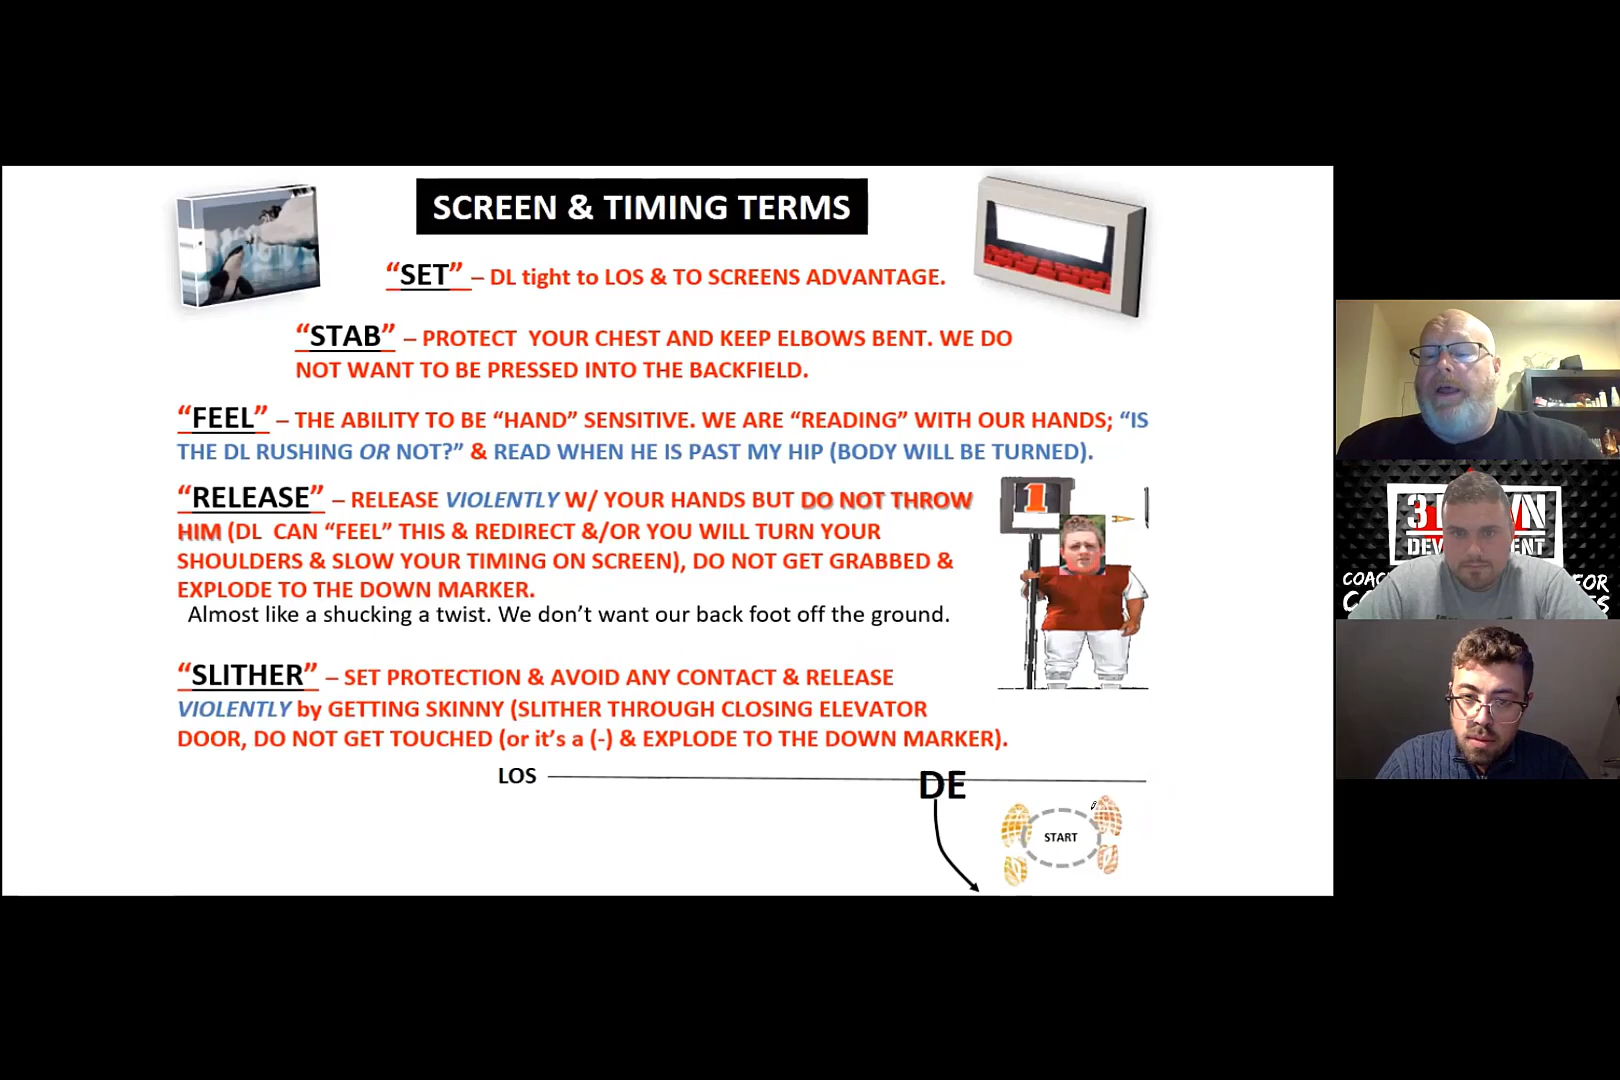 SCREEN & TIMING TERMS
“SET” – DL tight to LOS & TO SCREENS ADVANTAGE.
“STAB” – PROTECT YOUR CHEST AND KEEP ELBOWS BENT. WE DO
NOT WANT TO BE PRESSED INTO THE BACKFIELD.
“FEEL” – THE ABILITY TO BE “HAND” SENSITIVE. WE ARE “READING” WITH OUR HANDS; “IS
THE DL RUSHING OR NOT?” & READ WHEN HE IS PAST MY HIP (BODY WILL BE TURNED).
“RELEASE” – RELEASE VIOLENTLY W/ YOUR HANDS BUT DO NOT THROW
HIM (DL CAN “FEEL” THIS & REDIRECT &/OR YOU WILL TURN YOUR
SHOULDERS & SLOW YOUR TIMING ON SCREEN), DO NOT GET GRABBED &
EXPLODE TO THE DOWN MARKER.
Almost like a shucking a twist. We don’t want our back foot off the ground.
1
“SLITHER” – SET PROTECTION & AVOID ANY CONTACT & RELEASE
VIOLENTLY by GETTING SKINNY (SLITHER THROUGH CLOSING ELEVATOR
DOOR, DO NOT GET TOUCHED (or it’s a (-) & EXPLODE TO THE DOWN MARKER).
LOS
DE
START
3
FOR